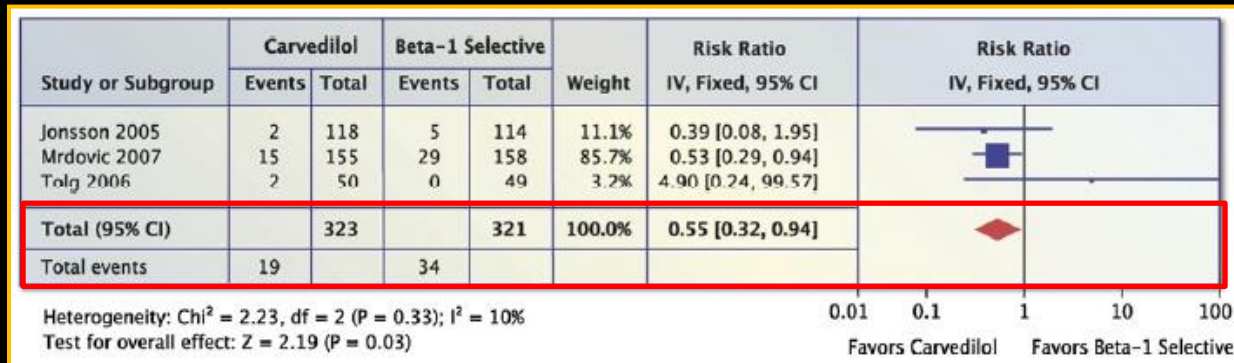 Carvedilol Beta-1 Selective Risk Ratio Risk Ratio
Study or Subgroup Events Total Events Total Weight IV, Fixed, 95% CI IV, Fixed, 95% CI
Jonsson 2005 2 118 5 114 11.1% 0.39 [0.08, 1.95]
Mrdovic 2007 15 155 29 158 85.7% 0.53 [0.29, 0.94]
Tolg 2006 2 50 0 49 3.2% 4.90 [0.24, 99.57]
Total (95% CI) 323 321 100.0% 0.55 [0.32, 0.94]
Total events 19 34
Heterogeneity: Chi² = 2.23, df = 2 (P = 0.33); I² = 10%
Test for overall effect: Z = 2.19 (P = 0.03)
0.01 0.1 1 10 100
Favors Carvedilol Favors Beta-1 Selective